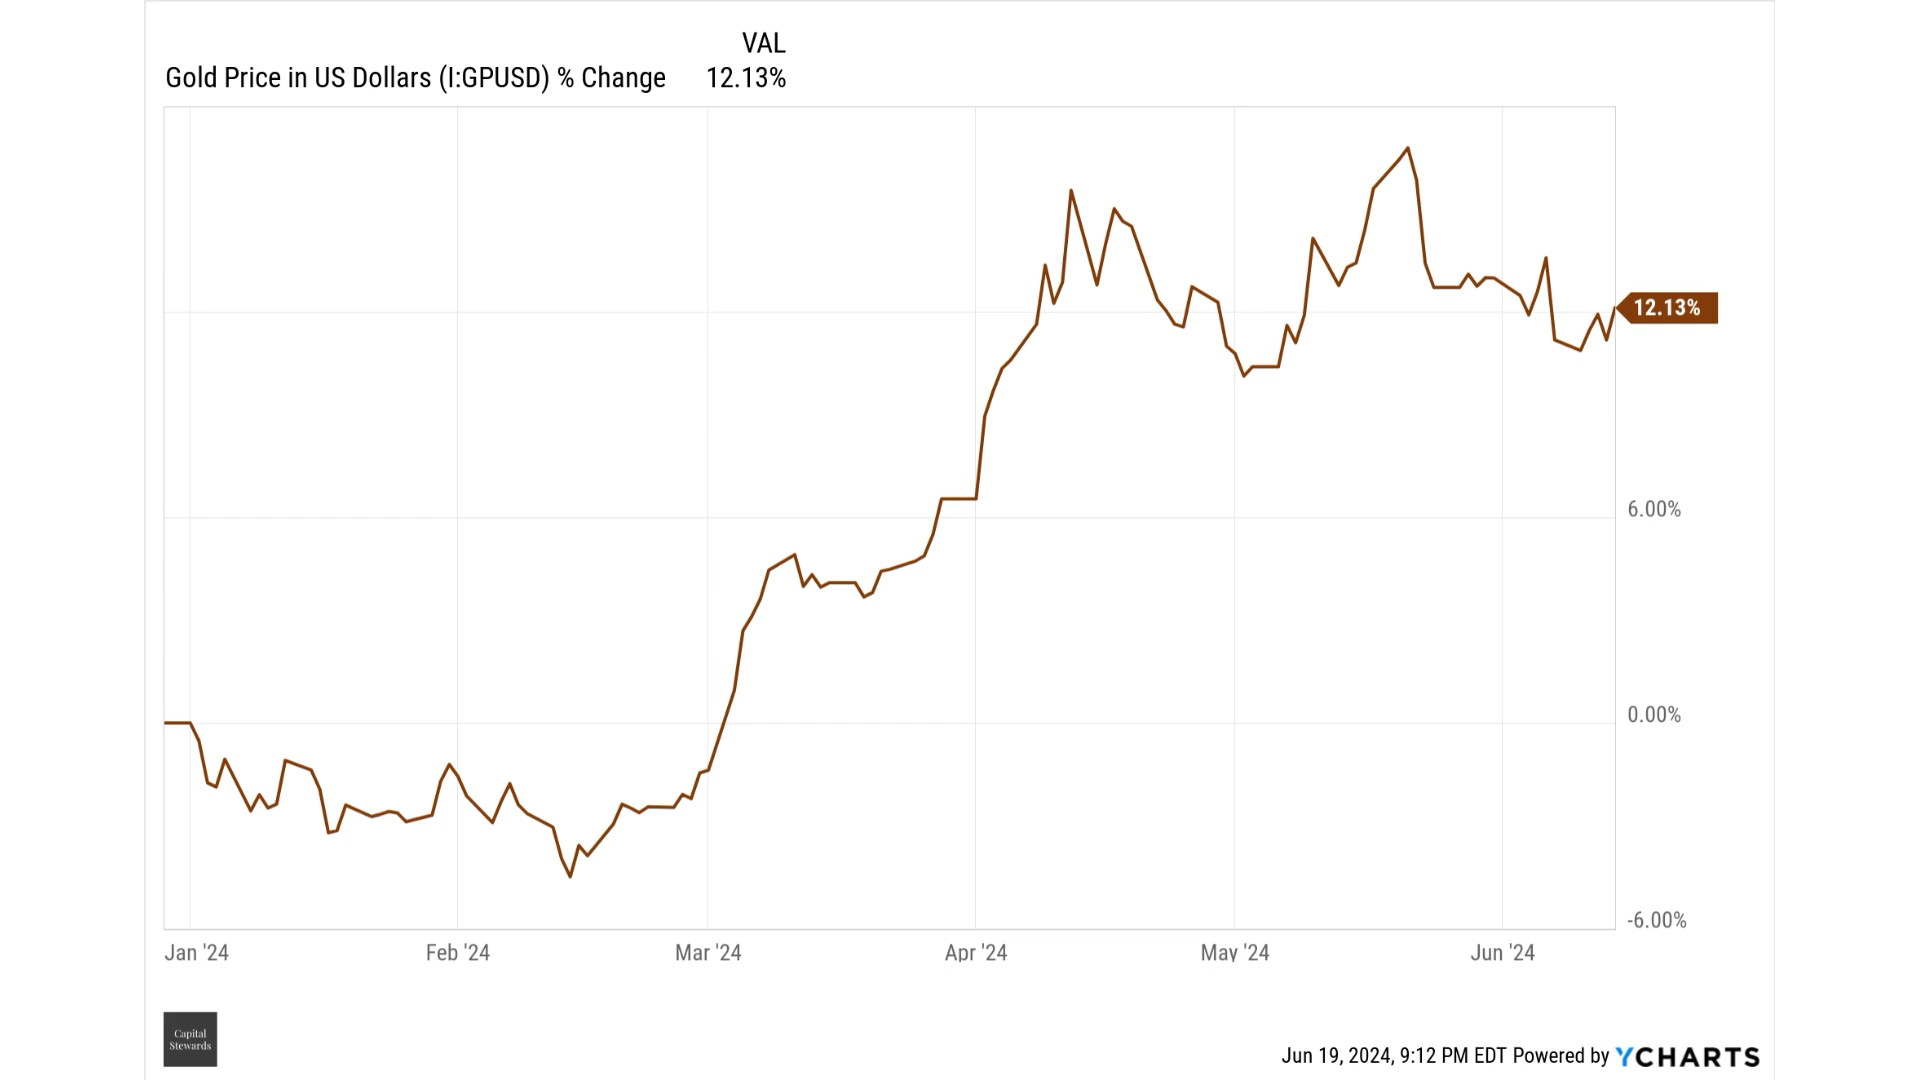 VAL
Gold Price in US Dollars (I:GPUSD) % Change 12.13%
12.13%
6.00%
0.00%
-6.00%
Jan '24 Feb '24 Mar '24 Apr '24 May '24 Jun '24
Capital
Stewards
Jun 19, 2024, 9:12 PM EDT Powered by YCHARTS